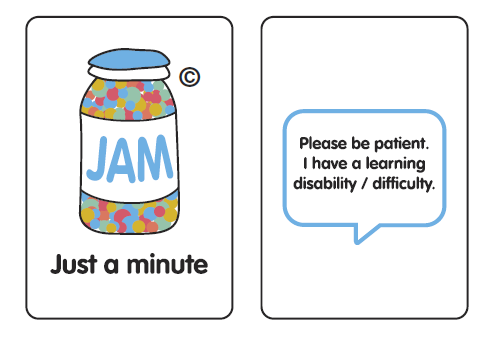 ©
JAM
Just a minute
Please be patient.
I have a learning
disability / difficulty.